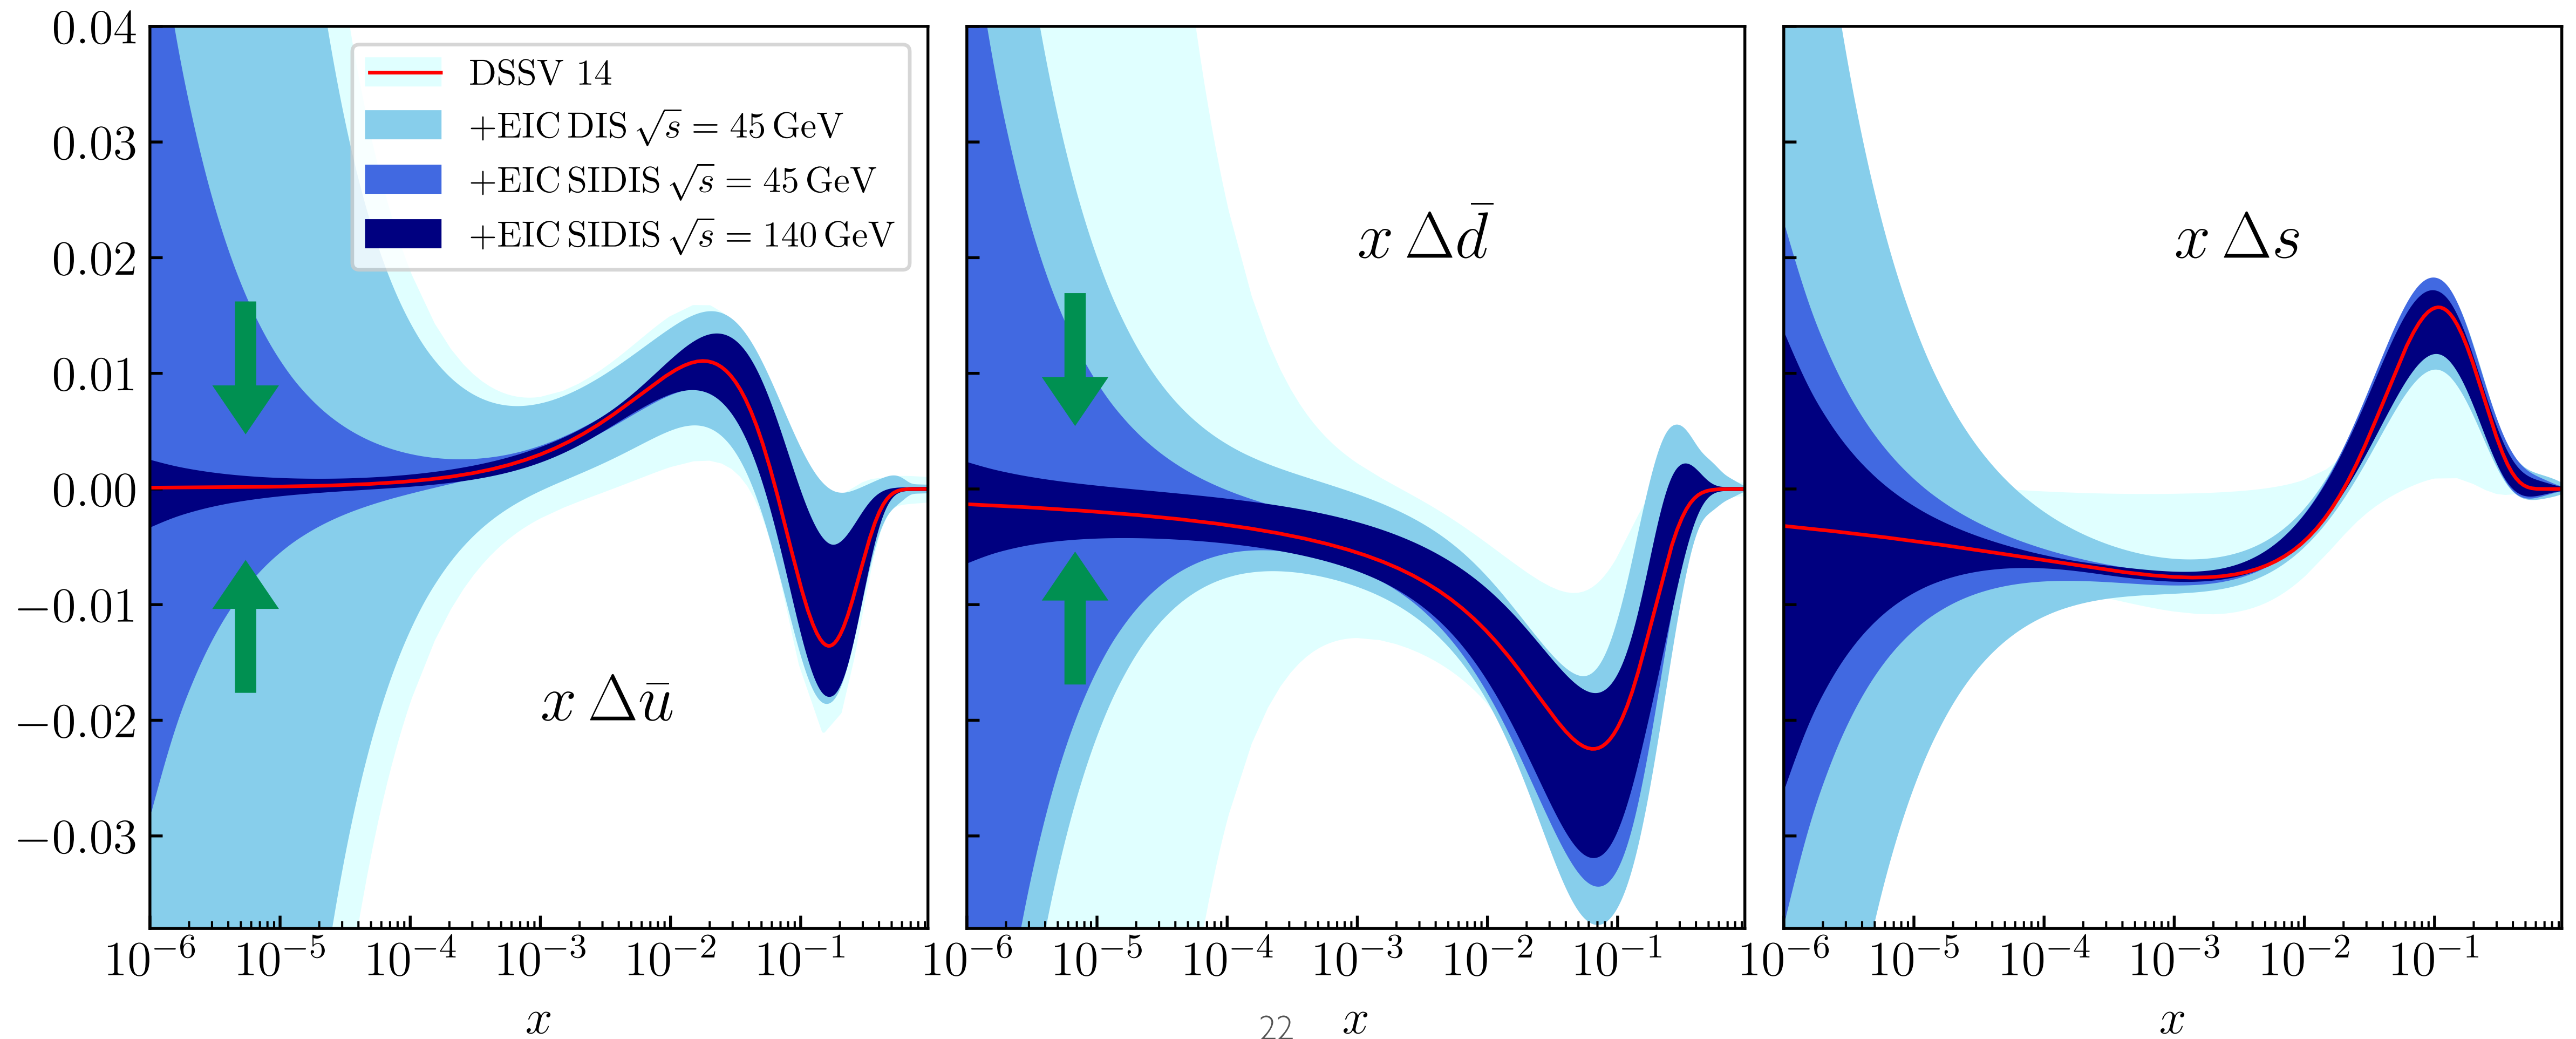 0.04
0.03
0.02
0.01
0.00
−0.01
−0.02
−0.03
DSSV 14
+EIC DIS √s = 45 GeV
+EIC SIDIS √s = 45 GeV
+EIC SIDIS √s = 140 GeV
x Δū
x Δd̄
x Δs
10⁻⁶ 10⁻⁵ 10⁻⁴ 10⁻³ 10⁻² 10⁻¹ 10⁻⁶ 10⁻⁵ 10⁻⁴ 10⁻³ 10⁻² 10⁻¹ 10⁻⁶ 10⁻⁵ 10⁻⁴ 10⁻³ 10⁻² 10⁻¹
x
22
x
x